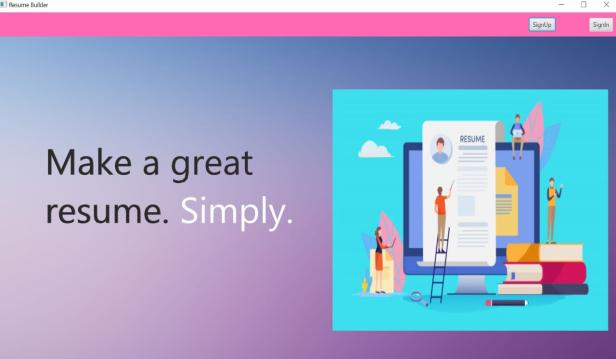 Resume Builder
SignUp
SignIn
Make a great
resume. Simply.
RESUME